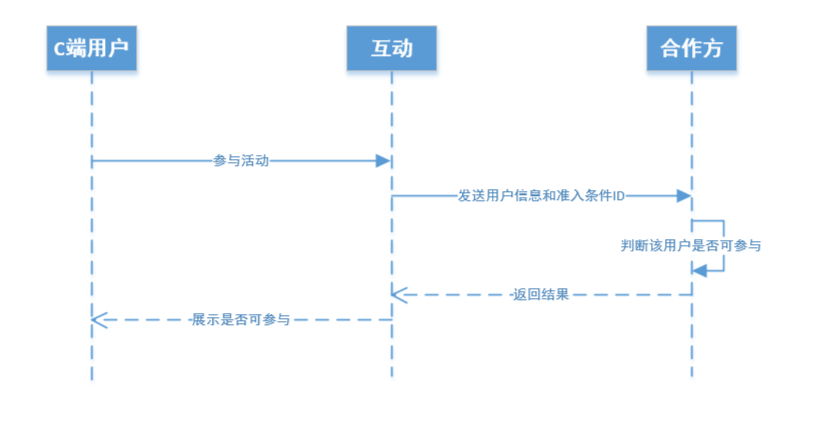 C端用户
互动
合作方
参与活动
发送用户信息和准入条件ID
判断该用户是否可参与
返回结果
展示是否可参与